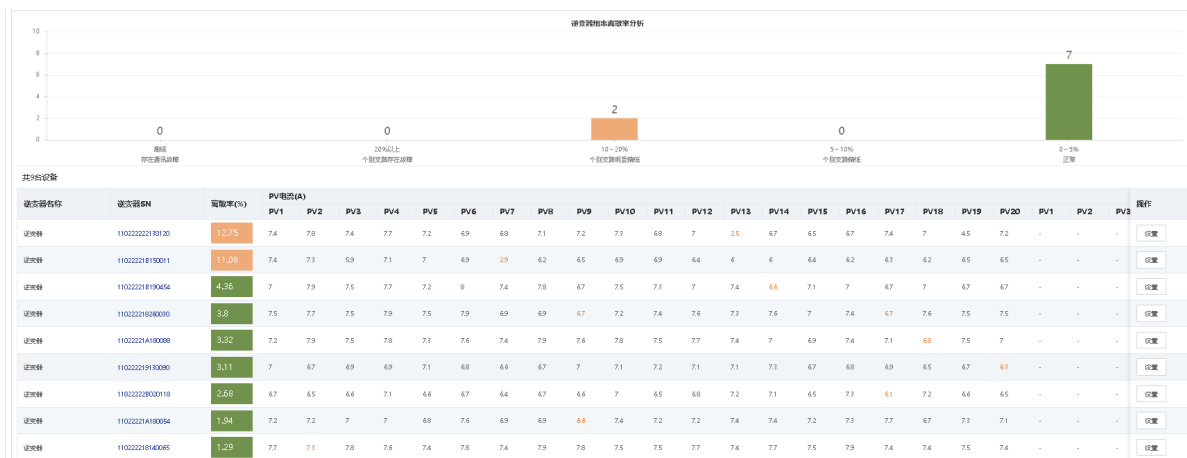 逆变器组串离散率分析
10
8
6
4
2
0
0 0 2 0 7
离线 20%以上 10~20% 5~10% 0~5%
存在通讯故障 个别支路存在故障 个别支路明显偏低 个别支路偏低 正常
共9台设备
逆变器名称 逆变器SN 离散率(%) PV电流(A) 操作
PV1 PV2 PV3 PV4 PV5 PV6 PV7 PV8 PV9 PV10 PV11 PV12 PV13 PV14 PV15 PV16 PV17 PV18 PV19 PV20 PV1 PV2 PV3
逆变器 110222222130120 12.75 7.4 7.8 7.4 7.7 7.2 6.9 6.8 7.1 7.2 7.3 6.8 7 2.5 6.7 6.5 6.7 7.4 7 4.5 7.2 - - - 设置
逆变器 11022221B150011 11.08 7.4 7.3 5.9 7.1 7 6.9 2.9 6.2 6.5 6.9 6.9 6.4 6 6 6.4 6.2 6.3 6.2 6.5 6.5 - - - 设置
逆变器 11022221B190454 4.36 7 7.9 7.5 7.7 7.2 8 7.4 7.8 6.7 7.5 7.3 7 7.4 6.6 7.1 7 6.7 7 6.7 6.7 - - - 设置
逆变器 110222218260030 3.8 7.5 7.7 7.5 7.9 7.5 7.9 6.9 6.9 6.7 7.2 7.4 7.6 7.3 7.6 7 7.4 6.7 7.6 7.5 7.5 - - - 设置
逆变器 11022221A180088 3.32 7.2 7.9 7.5 7.8 7.3 7.6 7.4 7.9 7.6 7.8 7.5 7.7 7.4 7 6.9 7.4 7.1 6.8 7.5 7 - - - 设置
逆变器 110222219130090 3.11 7 6.7 6.9 6.9 7.1 6.8 6.6 6.7 7 7.1 7.2 7.1 7.1 7.3 6.7 6.8 6.9 6.5 6.7 6.3 - - - 设置
逆变器 11822222B020118 2.68 6.7 6.5 6.6 7.1 6.6 6.7 6.4 6.7 6.6 7 6.5 6.8 7.2 7.1 6.5 7.3 6.1 7.2 6.6 6.5 - - - 设置
逆变器 11022221A180054 1.94 7.2 7.2 7 7 6.8 7.6 6.9 6.9 6.6 7.4 7.2 7.2 7.4 7.4 7.2 7.3 7.7 6.7 7.3 7.1 - - - 设置
逆变器 110222218140065 1.29 7.7 7.3 7.8 7.6 7.4 7.8 7.4 7.9 7.8 7.5 7.5 7.7 7.4 7.7 7.5 7.9 7.4 7.4 7.5 7.4 - - - 设置